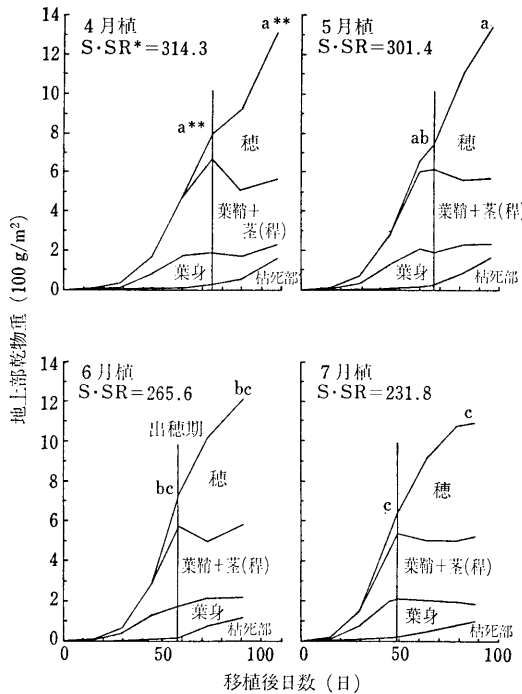 4月植
S·SR*=314.3
5月植
S·SR=301.4
a**
a
a**
ab
穂
穂
葉鞘+
茎(稈)
葉鞘+
茎(稈)
葉身
枯死部
葉身
枯死部
14
12
10
8
6
4
2
0
地上部乾物重 (100 g/m²)
6月植
S·SR=265.6
7月植
S·SR=231.8
出穂期
bc
c
bc
c
穂
穂
葉鞘+茎(稈)
葉鞘+茎(稈)
葉身
枯死部
葉身
枯死部
14
12
10
8
6
4
2
0
0 50 100
0 50 100
移植後日数 (日)